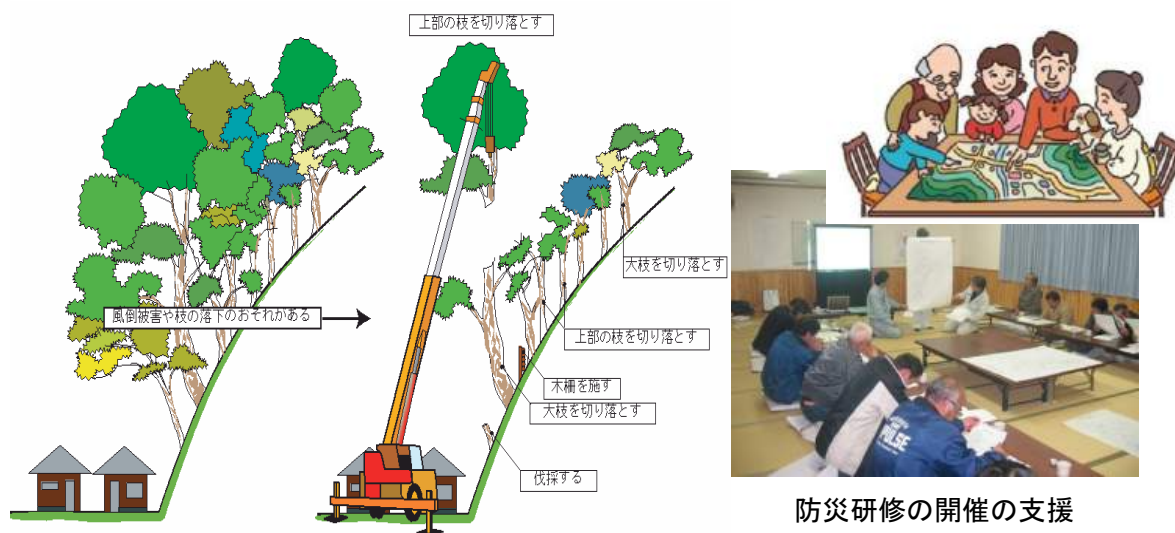 上部の枝を切り落とす
風倒被害や枝の落下のおそれがある
大枝を切り落とす
上部の枝を切り落とす
木柵を施す
大枝を切り落とす
伐採する
PULSE
防災研修の開催の支援